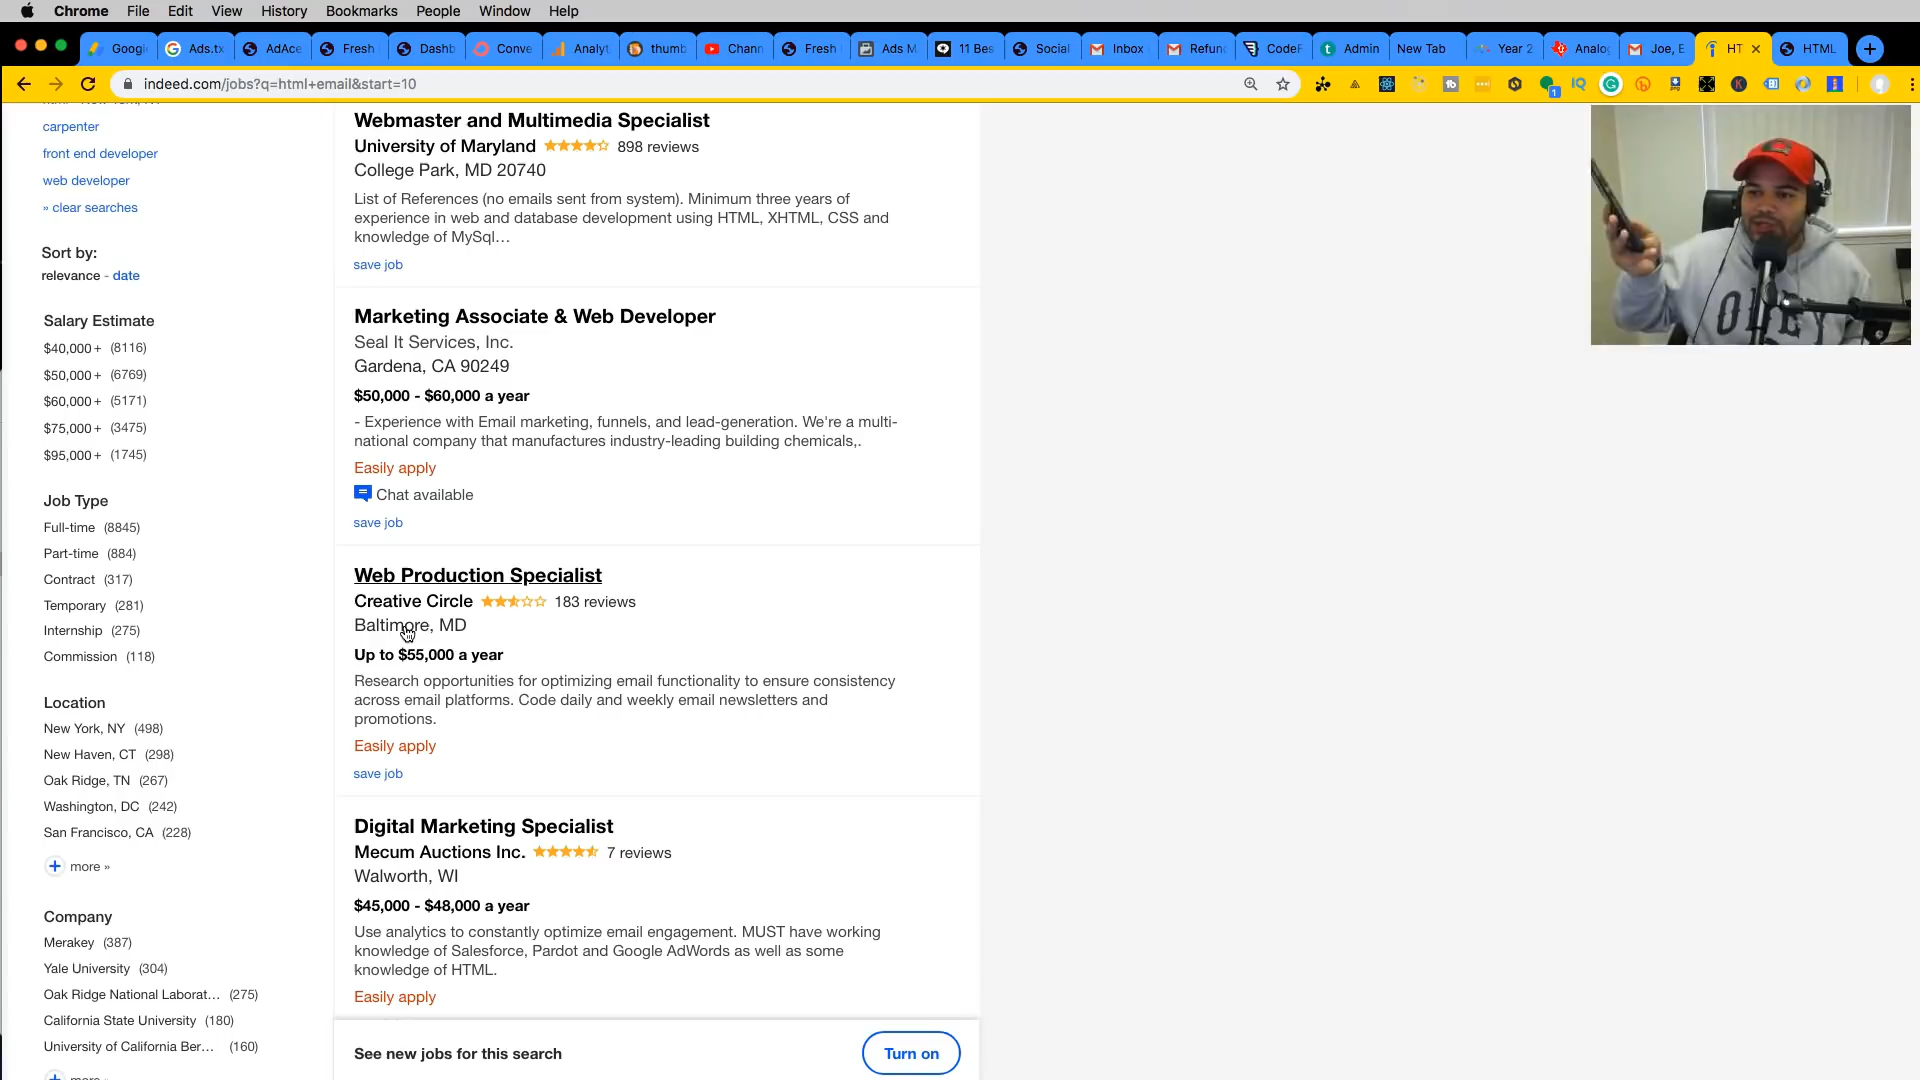 Chrome File Edit View History Bookmarks People Window Help
Googl Ads.tx AdAce Fresh Dashb Conve Analyt thumb Chann Fresh Ads M 11 Bes Social Inbox Refund CodeF Admin New Tab Year 2 Analog Joe, E HT HTML
indeed.com/jobs?q=html+email&start=10
carpenter
front end developer
web developer
» clear searches
Sort by:
relevance - date
Salary Estimate
$40,000+ (8116)
$50,000+ (6769)
$60,000+ (5171)
$75,000+ (3475)
$95,000+ (1745)
Job Type
Full-time (8845)
Part-time (884)
Contract (317)
Temporary (281)
Internship (275)
Commission (118)
Location
New York, NY (498)
New Haven, CT (298)
Oak Ridge, TN (267)
Washington, DC (242)
San Francisco, CA (228)
more »
Company
Merakey (387)
Yale University (304)
Oak Ridge National Laborat... (275)
California State University (180)
University of California Ber... (160)
Webmaster and Multimedia Specialist
University of Maryland 898 reviews
College Park, MD 20740
List of References (no emails sent from system). Minimum three years of
experience in web and database development using HTML, XHTML, CSS and
knowledge of MySql...
save job
Marketing Associate & Web Developer
Seal It Services, Inc.
Gardena, CA 90249
$50,000 - $60,000 a year
- Experience with Email marketing, funnels, and lead-generation. We're a multi-
national company that manufactures industry-leading building chemicals,.
Easily apply
Chat available
save job
Web Production Specialist
Creative Circle 183 reviews
Baltimore, MD
Up to $55,000 a year
Research opportunities for optimizing email functionality to ensure consistency
across email platforms. Code daily and weekly email newsletters and
promotions.
Easily apply
save job
Digital Marketing Specialist
Mecum Auctions Inc. 7 reviews
Walworth, WI
$45,000 - $48,000 a year
Use analytics to constantly optimize email engagement. MUST have working
knowledge of Salesforce, Pardot and Google AdWords as well as some
knowledge of HTML.
Easily apply
See new jobs for this search
Turn on
OBEY